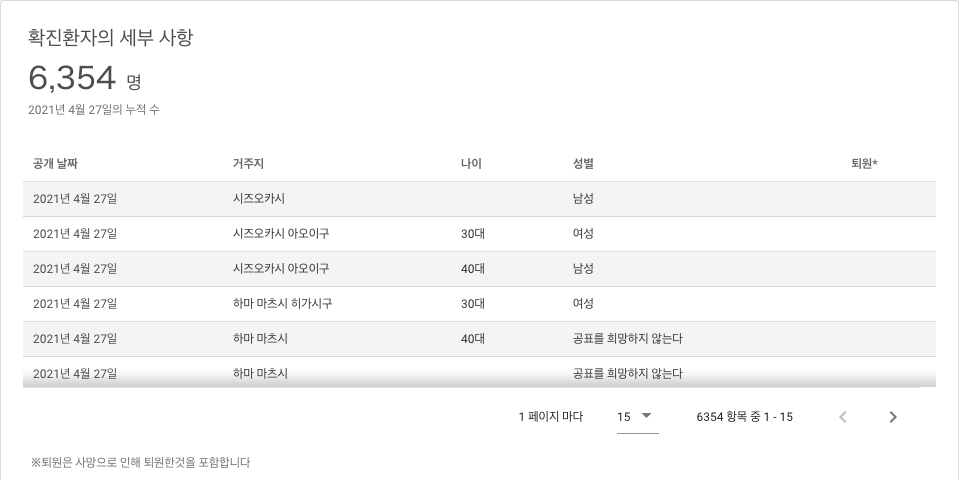 확진환자의 세부 사항
6,354 명
2021년 4월 27일의 누적 수
공개 날짜 거주지 나이 성별 퇴원*
2021년 4월 27일 시즈오카시 남성
2021년 4월 27일 시즈오카시 아오이구 30대 여성
2021년 4월 27일 시즈오카시 아오이구 40대 남성
2021년 4월 27일 하마 마츠시 히가시구 30대 여성
2021년 4월 27일 하마 마츠시 40대 공표를 희망하지 않는다
2021년 4월 27일 하마 마츠시 공표를 희망하지 않는다
1 페이지 마다 15 6354 항목 중 1 - 15
※퇴원은 사망으로 인해 퇴원한것을 포함합니다